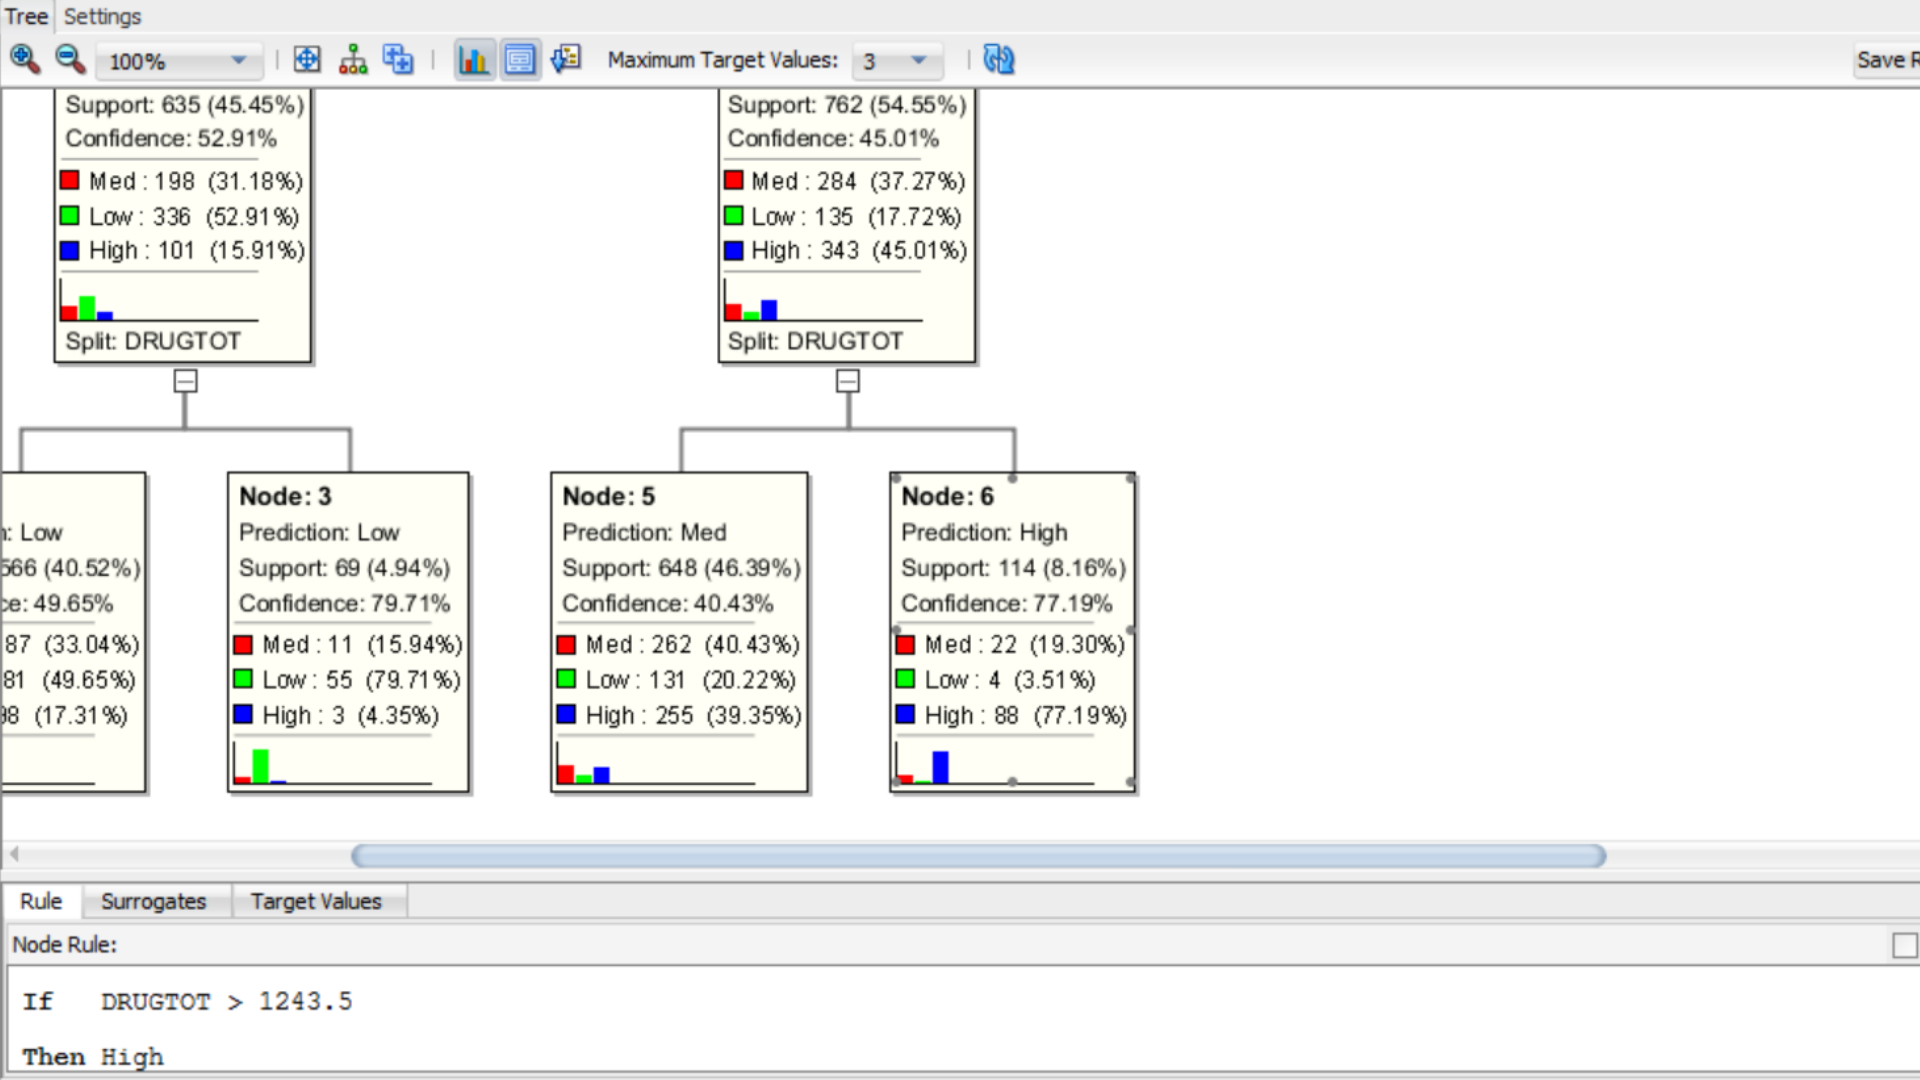 Tree Settings
100% Maximum Target Values: 3 Save R
Support: 635 (45.45%)
Confidence: 52.91%
Med : 198 (31.18%)
Low : 336 (52.91%)
High : 101 (15.91%)
Split: DRUGTOT
Support: 762 (54.55%)
Confidence: 45.01%
Med : 284 (37.27%)
Low : 135 (17.72%)
High : 343 (45.01%)
Split: DRUGTOT
n: Low
566 (40.52%)
ce: 49.65%
87 (33.04%)
81 (49.65%)
98 (17.31%)
Node: 3
Prediction: Low
Support: 69 (4.94%)
Confidence: 79.71%
Med : 11 (15.94%)
Low : 55 (79.71%)
High : 3 (4.35%)
Node: 5
Prediction: Med
Support: 648 (46.39%)
Confidence: 40.43%
Med : 262 (40.43%)
Low : 131 (20.22%)
High : 255 (39.35%)
Node: 6
Prediction: High
Support: 114 (8.16%)
Confidence: 77.19%
Med : 22 (19.30%)
Low : 4 (3.51%)
High : 88 (77.19%)
Rule Surrogates Target Values
Node Rule:
If DRUGTOT > 1243.5
Then High